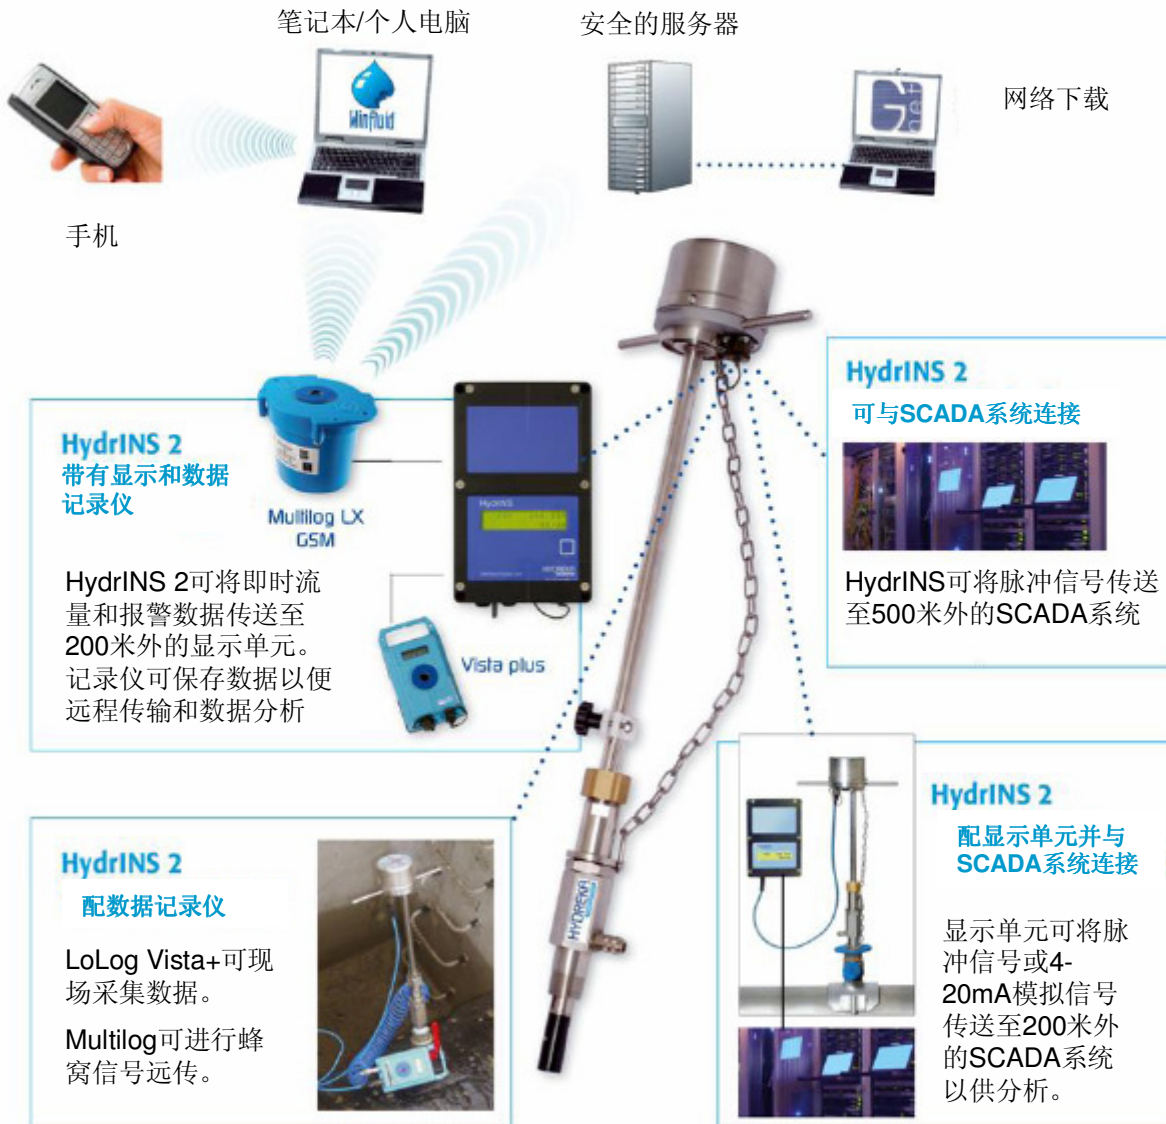 笔记本/个人电脑
安全的服务器
网络下载
Winfluid
G
net
手机
HydrINS 2
带有显示和数据
记录仪
Multilog LX
GSM
HydrINS 2可将即时流
量和报警数据传送至
200米外的显示单元。
记录仪可保存数据以便
远程传输和数据分析
HydrINS
Vista plus
HydrINS 2
可与SCADA系统连接
HydrINS可将脉冲信号传送
至500米外的SCADA系统
HydrINS 2
配数据记录仪
LoLog Vista+可现
场采集数据。
Multilog可进行蜂
窝信号远传。
HYDREKA
HydrINS 2
配显示单元并与
SCADA系统连接
显示单元可将脉
冲信号或4-
20mA模拟信号
传送至200米外
的SCADA系统
以供分析。